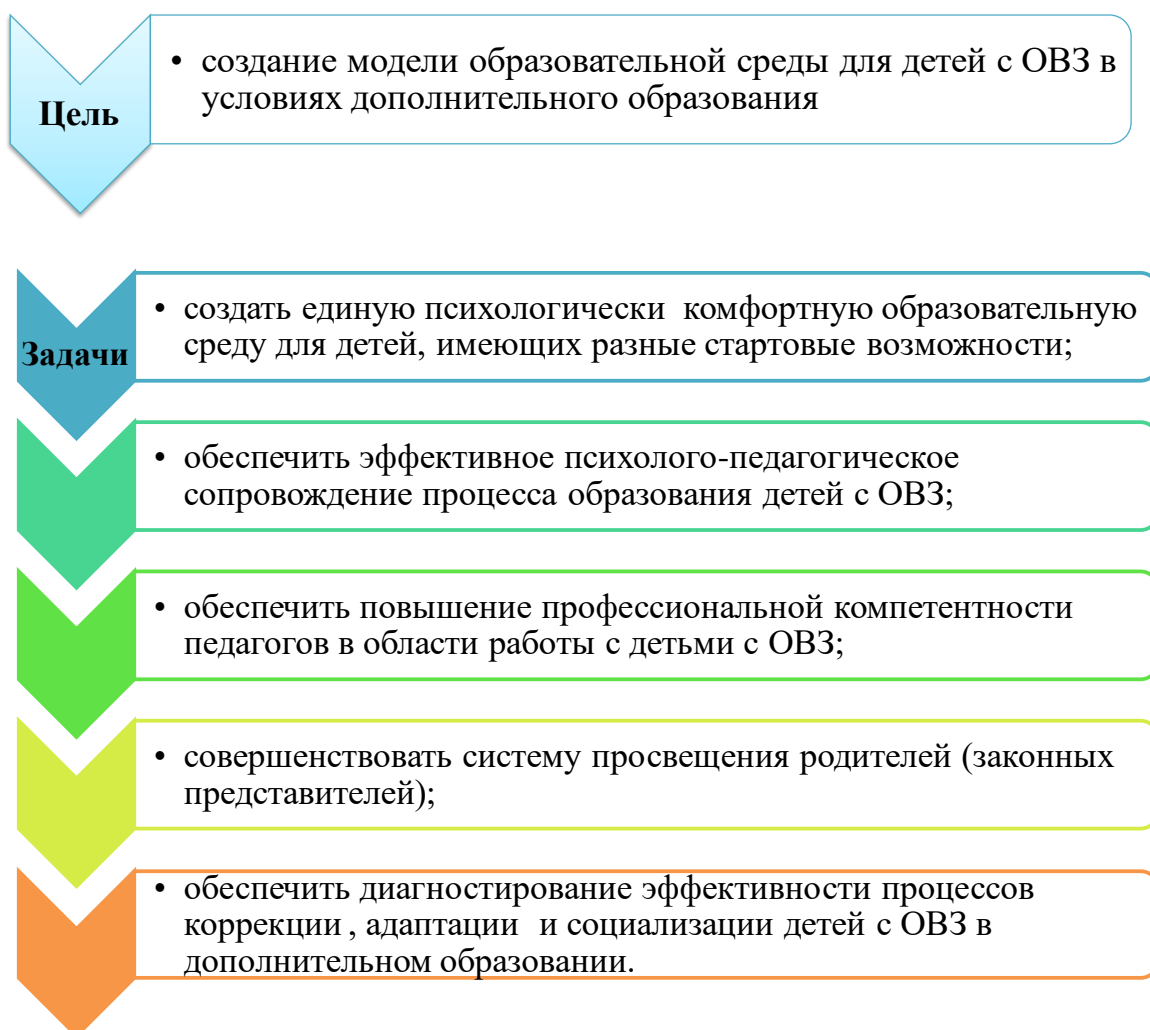 Цель
• создание модели образовательной среды для детей с ОВЗ в
условиях дополнительного образования
Задачи
• создать единую психологически  комфортную образовательную
среду для детей, имеющих разные стартовые возможности;
• обеспечить эффективное психолого-педагогическое
сопровождение процесса образования детей с ОВЗ;
• обеспечить повышение профессиональной компетентности
педагогов в области работы с детьми с ОВЗ;
• совершенствовать систему просвещения родителей (законных
представителей);
• обеспечить диагностирование эффективности процессов
коррекции , адаптации  и социализации детей с ОВЗ в
дополнительном образовании.